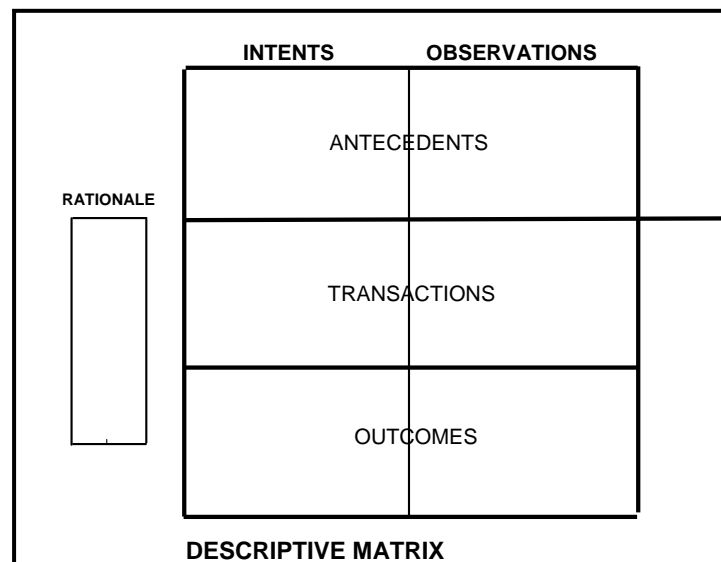 INTENTS OBSERVATIONS
ANTECEDENTS
RATIONALE
TRANSACTIONS
OUTCOMES
DESCRIPTIVE MATRIX